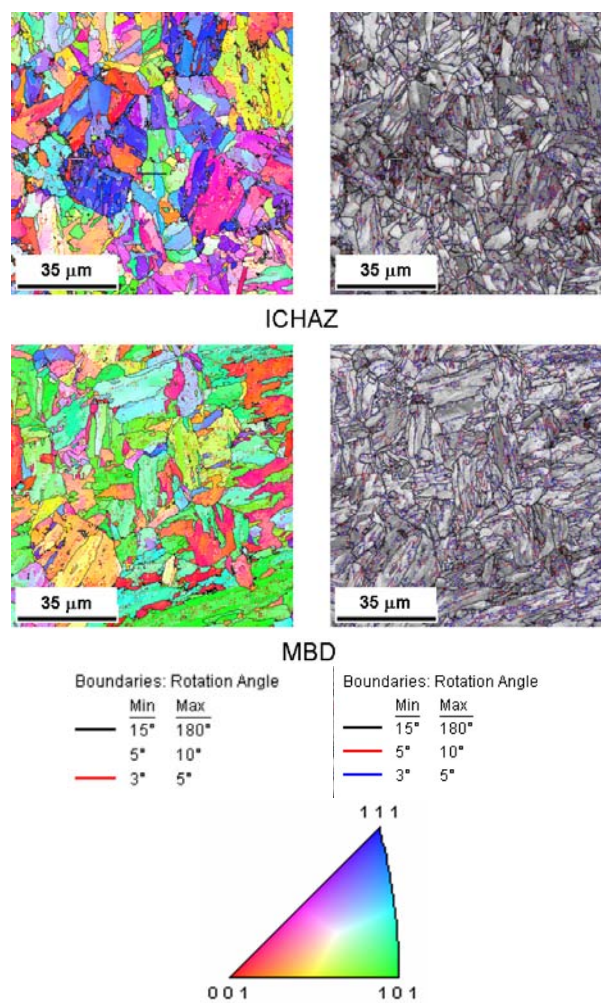 35 μm
35 μm
ICHAZ
35 μm
35 μm
MBD
Boundaries: Rotation Angle
Min Max
15° 180°
5° 10°
3° 5°
Boundaries: Rotation Angle
Min Max
15° 180°
5° 10°
3° 5°
1 1 1
0 0 1
1 0 1